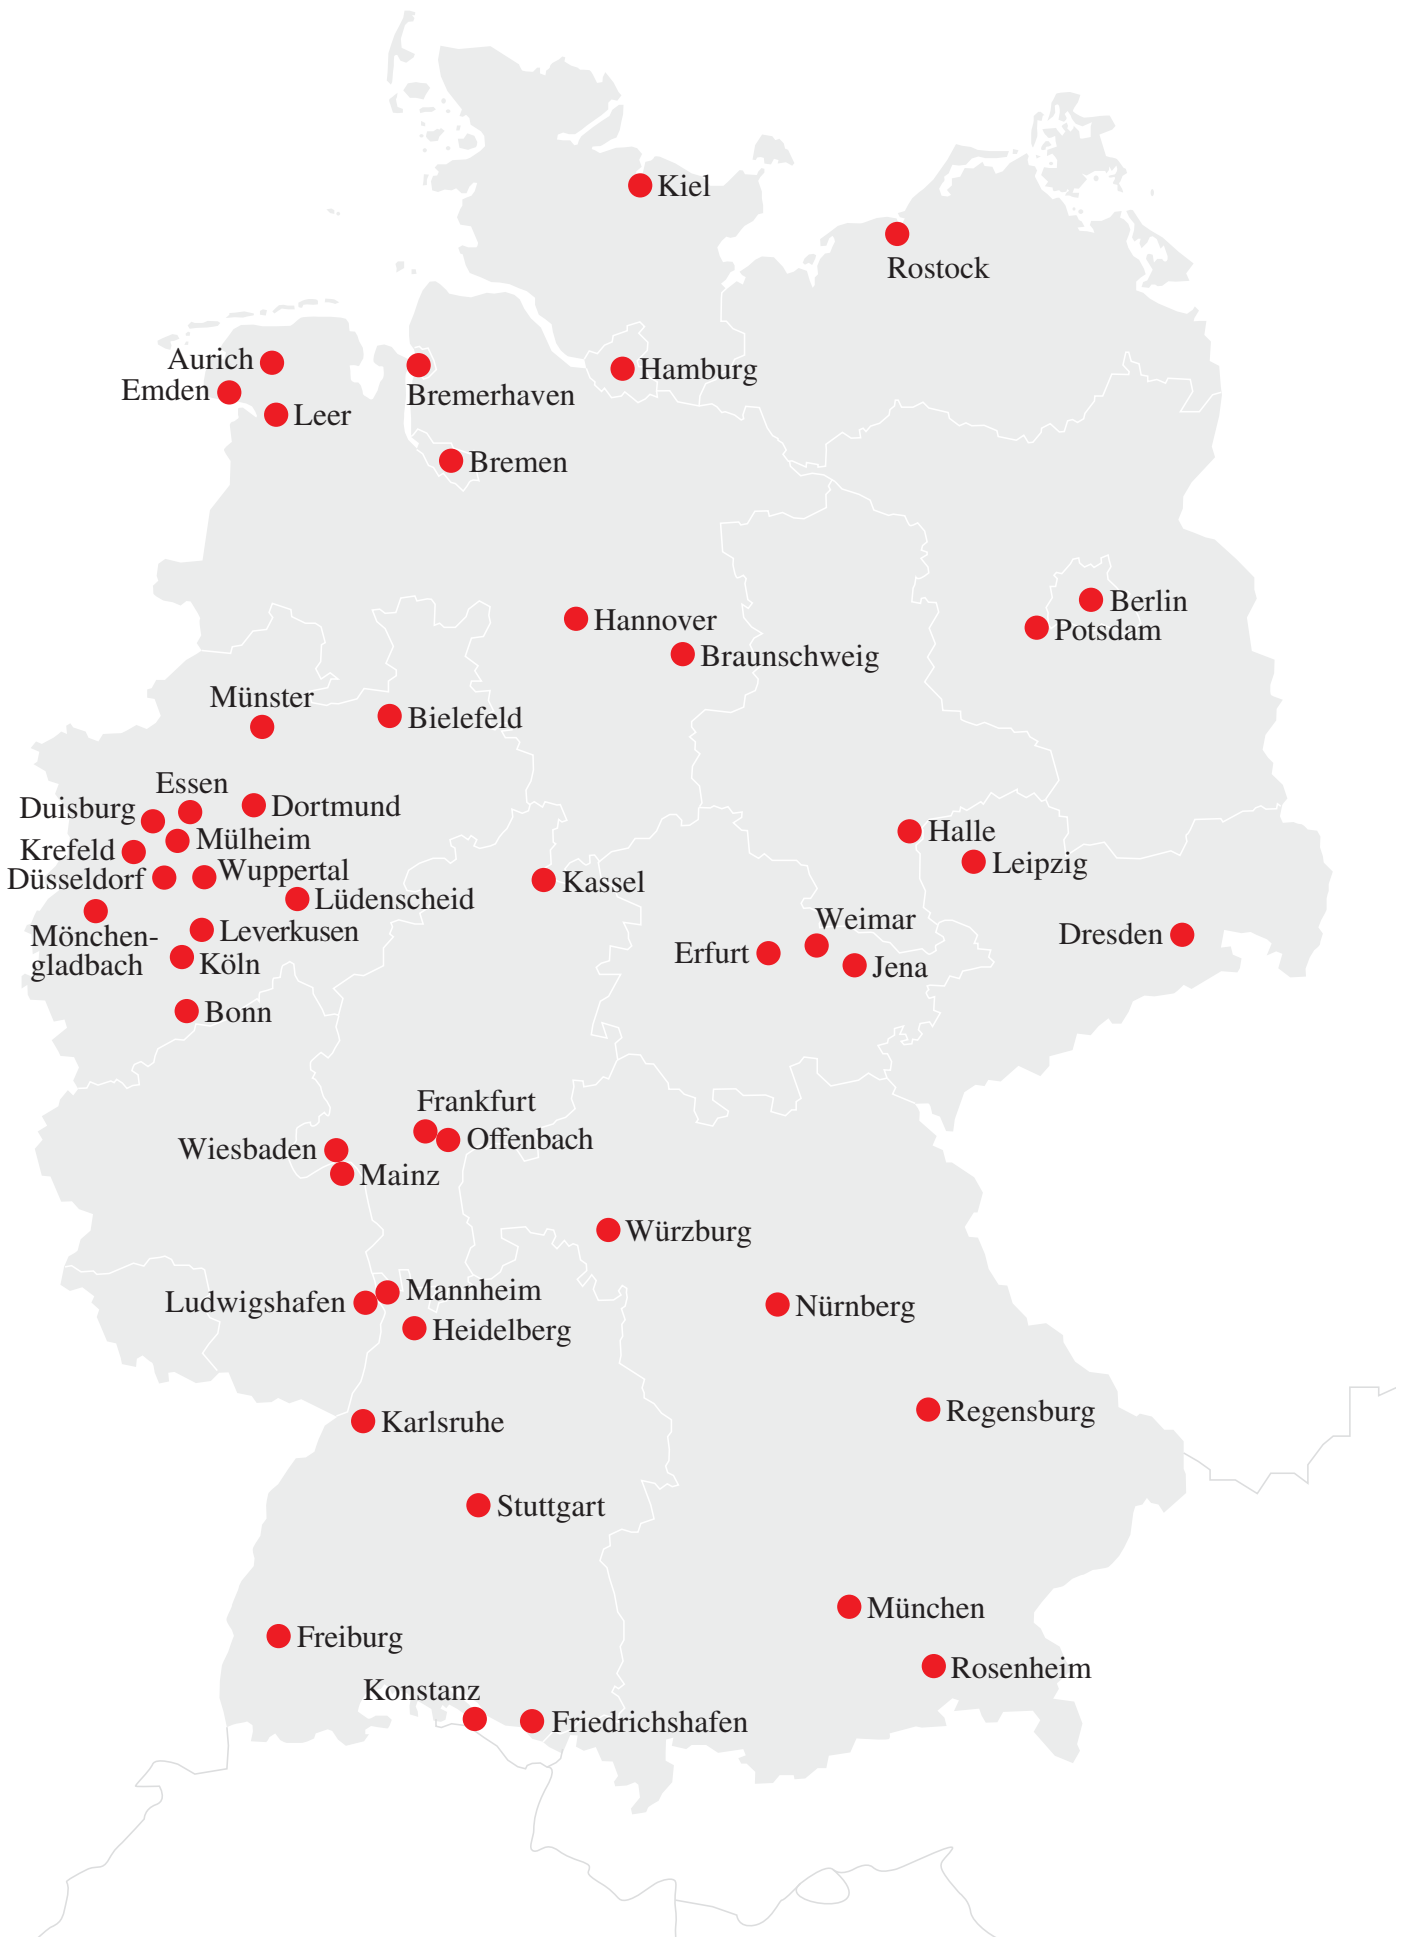 Kiel
Rostock
Aurich
Hamburg
Emden
Bremerhaven
Leer
Bremen
Berlin
Hannover
Potsdam
Braunschweig
Münster
Bielefeld
Essen
Duisburg
Dortmund
Halle
Mülheim
Krefeld
Leipzig
Wuppertal
Düsseldorf
Kassel
Lüdenscheid
Weimar
Leverkusen
Dresden
Mönchen-
gladbach
Erfurt
Köln
Jena
Bonn
Frankfurt
Offenbach
Wiesbaden
Mainz
Würzburg
Mannheim
Ludwigshafen
Nürnberg
Heidelberg
Regensburg
Karlsruhe
Stuttgart
München
Freiburg
Rosenheim
Konstanz
Friedrichshafen